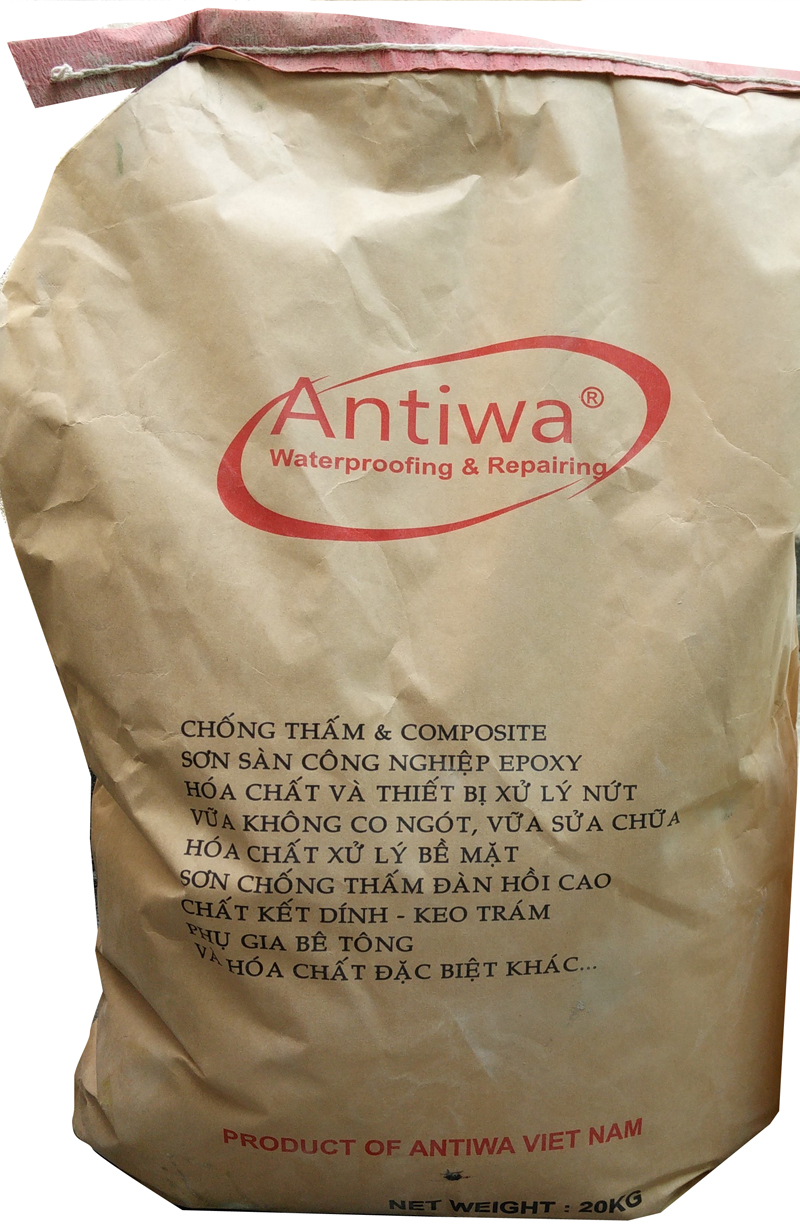 Antiwa®
Waterproofing & Repairing
CHỐNG THẤM & COMPOSITE
SƠN SÀN CÔNG NGHIỆP EPOXY
HÓA CHẤT VÀ THIẾT BỊ XỬ LÝ NÚT
VỮA KHÔNG CO NGÓT, VỮA SỬA CHỮA
HÓA CHẤT XỬ LÝ BỀ MẶT
SƠN CHỐNG THẤM ĐÀN HỒI CAO
CHẤT KẾT DÍNH - KEO TRÁM
PHỤ GIA BÊ TÔNG
VÀ HÓA CHẤT ĐẶC BIỆT KHÁC...
PRODUCT OF ANTIWA VIET NAM
NET WEIGHT : 20KG